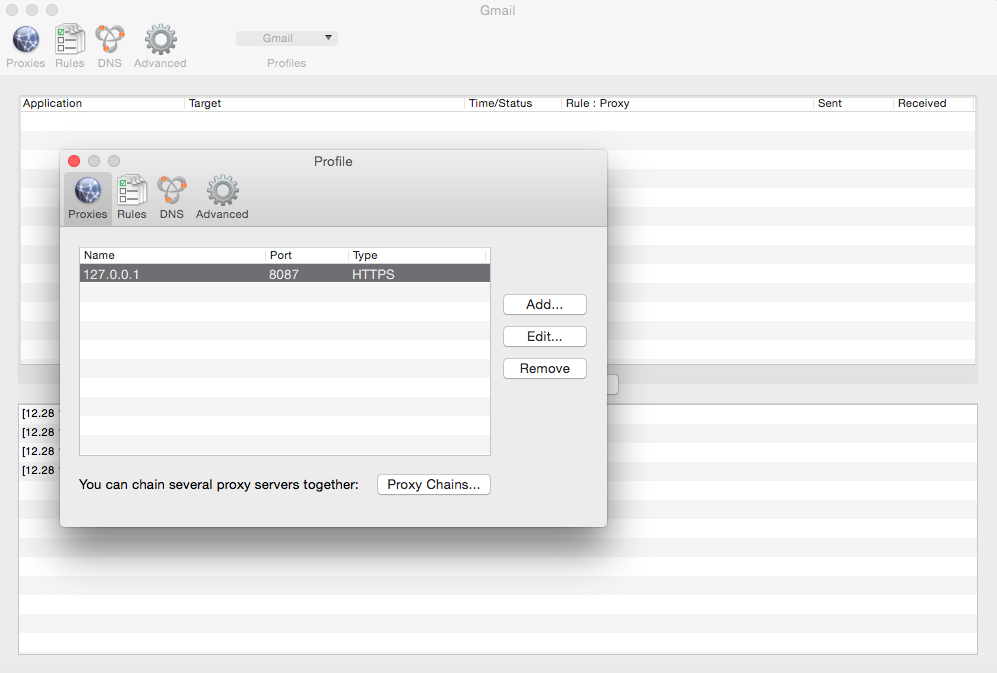 Gmail
Proxies Rules DNS Advanced Gmail Profiles
Application Target Time/Status Rule : Proxy Sent Received
Profile
Proxies Rules DNS Advanced
Name Port Type
127.0.0.1 8087 HTTPS
Add...
Edit...
Remove
[12.28
[12.28
[12.28
[12.28
You can chain several proxy servers together: Proxy Chains...